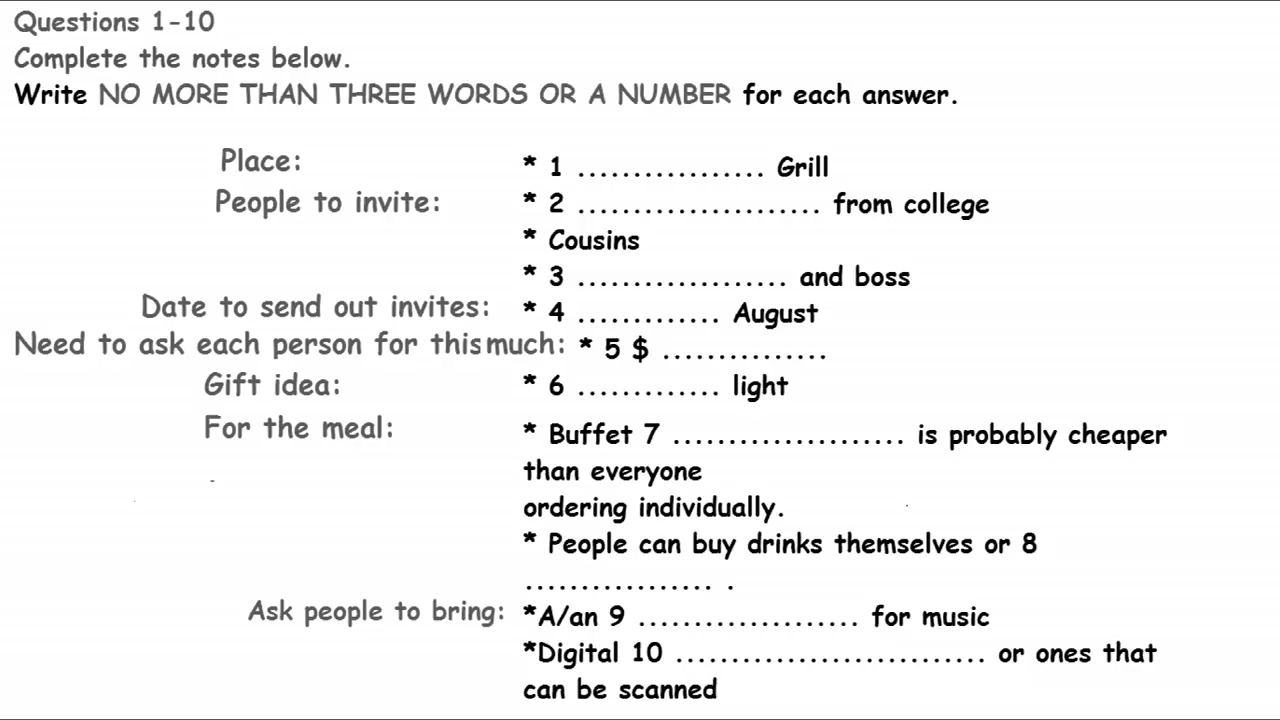 Questions 1-10
Complete the notes below.
Write NO MORE THAN THREE WORDS OR A NUMBER for each answer.
Place: * 1 ................. Grill
People to invite: * 2 ...................... from college
* Cousins
* 3 ................... and boss
Date to send out invites: * 4 ............. August
Need to ask each person for this much: * 5 $ ...............
Gift idea: * 6 ............. light
For the meal: * Buffet 7 ..................... is probably cheaper
than everyone
ordering individually.
* People can buy drinks themselves or 8
................. .
Ask people to bring: *A/an 9 .................... for music
*Digital 10 ............................ or ones that
can be scanned